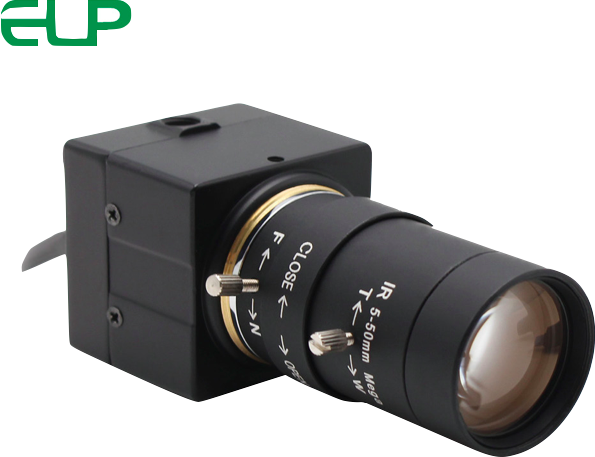 ELP
F ← → N
CLOSE ← →
IR 5-50mm
T ← → W